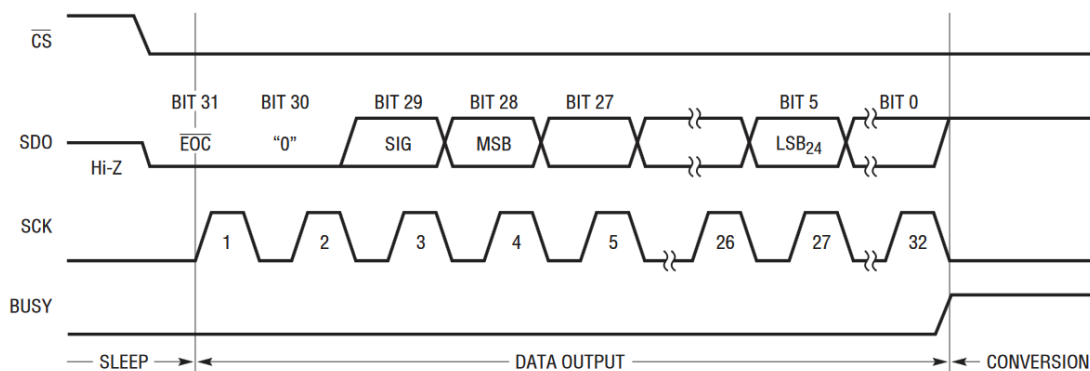 CS
BIT 31 BIT 30 BIT 29 BIT 28 BIT 27 BIT 5 BIT 0
SDO EOC "0" SIG MSB LSB24
Hi-Z
SCK 1 2 3 4 5 26 27 32
BUSY
SLEEP DATA OUTPUT CONVERSION